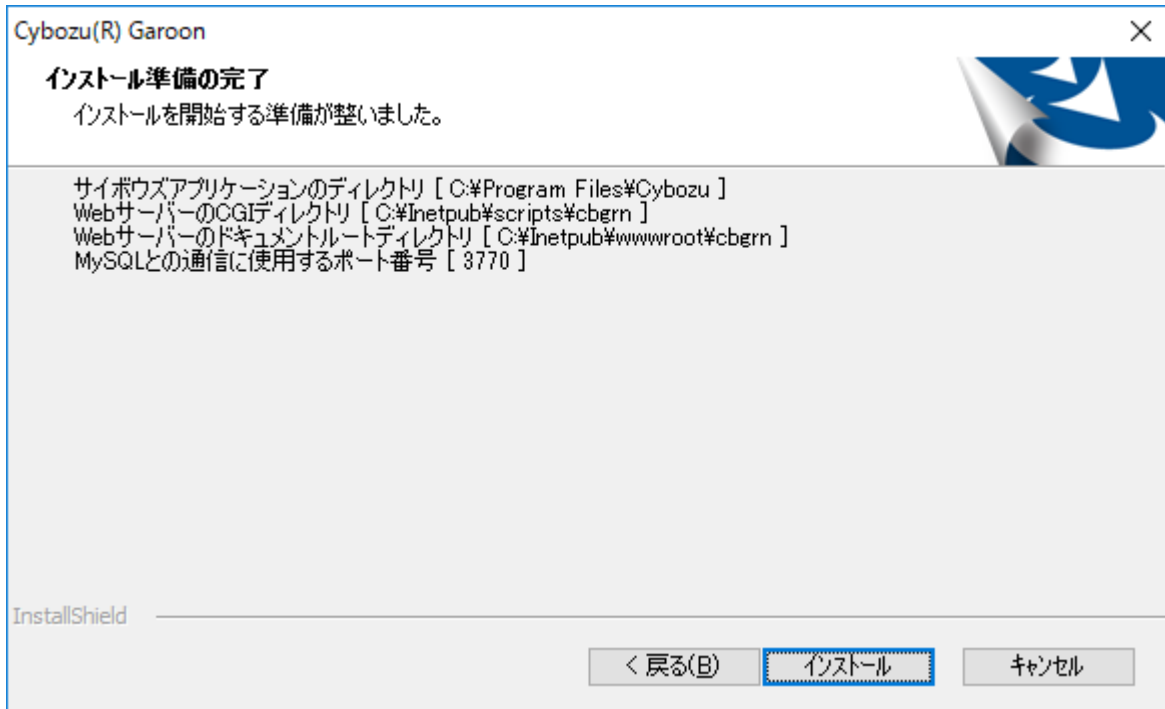 Cybozu(R) Garoon
インストール準備の完了
インストールを開始する準備が整いました。
サイボウズアプリケーションのディレクトリ [ C:¥Program Files¥Cybozu ]
WebサーバーのCGIディレクトリ [ C:¥Inetpub¥scripts¥cbgrn ]
Webサーバーのドキュメントルートディレクトリ [ C:¥Inetpub¥wwwroot¥cbgrn ]
MySQLとの通信に使用するポート番号 [ 3770 ]
InstallShield
< 戻る(B)
インストール
キャンセル